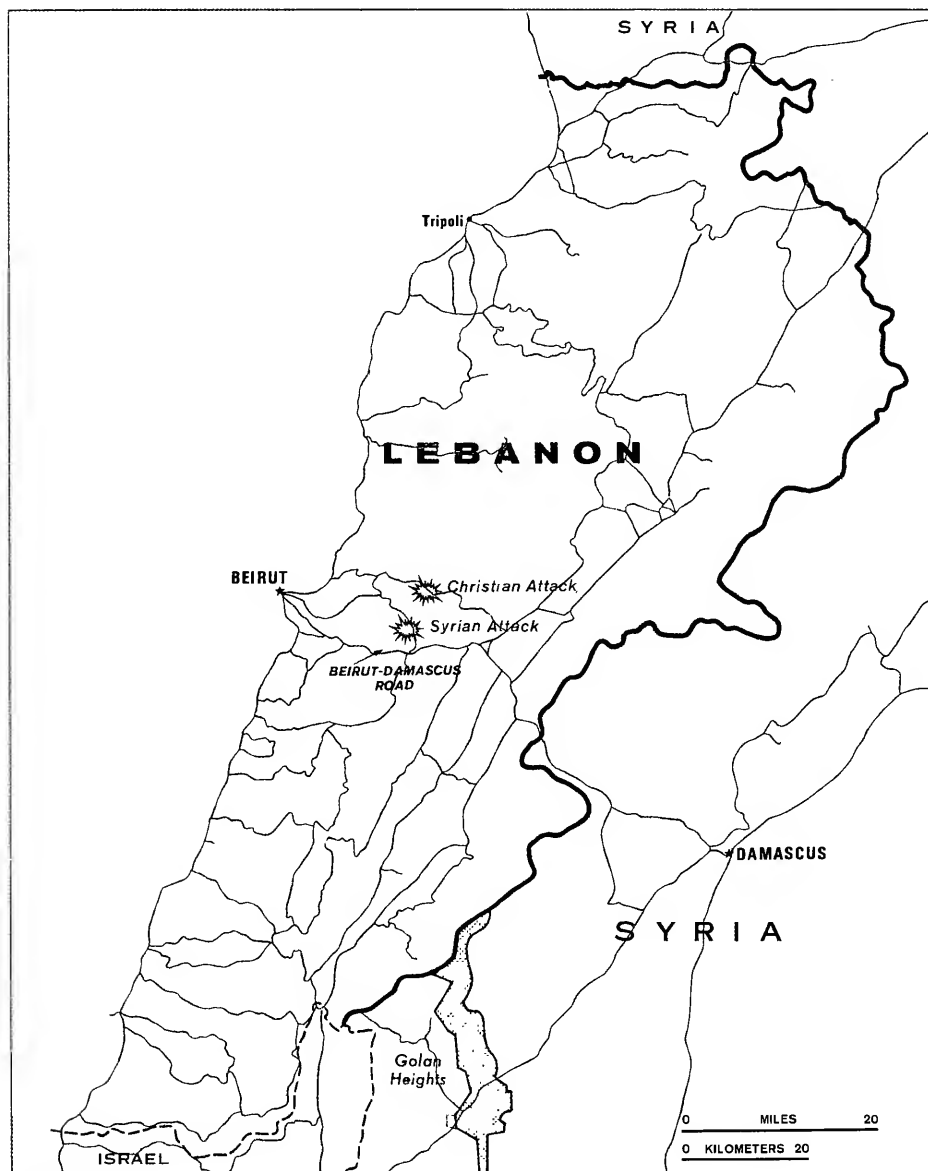 SYRIA
Tripoli
LEBANON
BEIRUT
Christian Attack
Syrian Attack
BEIRUT-DAMASCUS
ROAD
DAMASCUS
SYRIA
Golan
Heights
0 MILES 20
0 KILOMETERS 20
ISRAEL